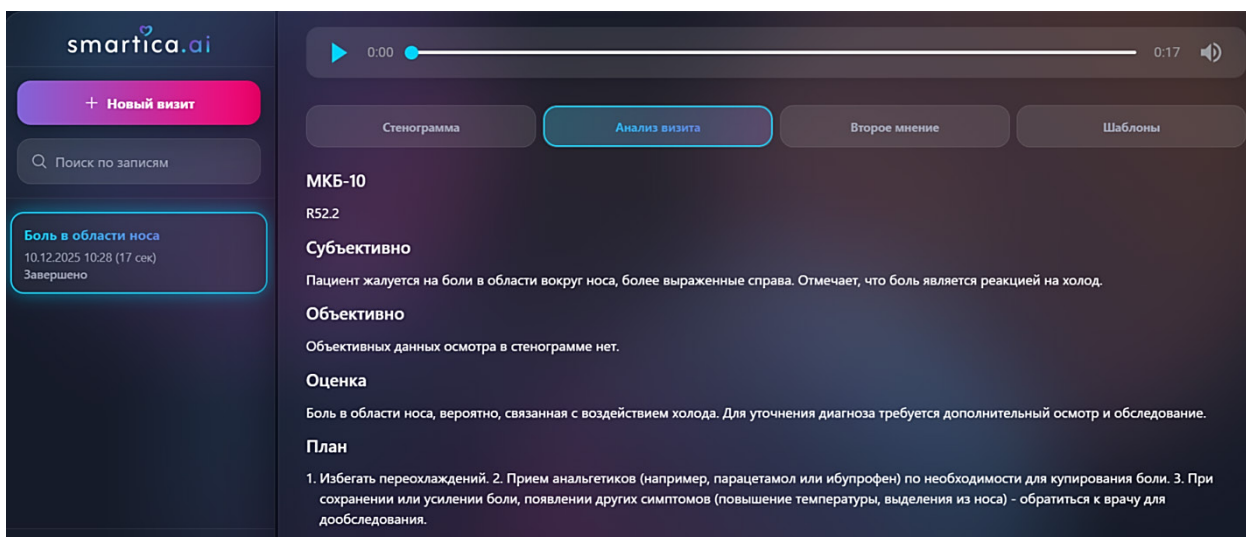 smartica.ai
+ Новый визит
Поиск по записям
Боль в области носа
10.12.2025 10:28 (17 сек)
Завершено
0:00
0:17
Стенограмма
Анализ визита
Второе мнение
Шаблоны
МКБ-10
R52.2
Субъективно
Пациент жалуется на боли в области вокруг носа, более выраженные справа. Отмечает, что боль является реакцией на холод.
Объективно
Объективных данных осмотра в стенограмме нет.
Оценка
Боль в области носа, вероятно, связанная с воздействием холода. Для уточнения диагноза требуется дополнительный осмотр и обследование.
План
1. Избегать переохлаждений. 2. Прием анальгетиков (например, парацетамол или ибупрофен) по необходимости для купирования боли. 3. При
сохранении или усилении боли, появлении других симптомов (повышение температуры, выделения из носа) - обратиться к врачу для
дообследования.